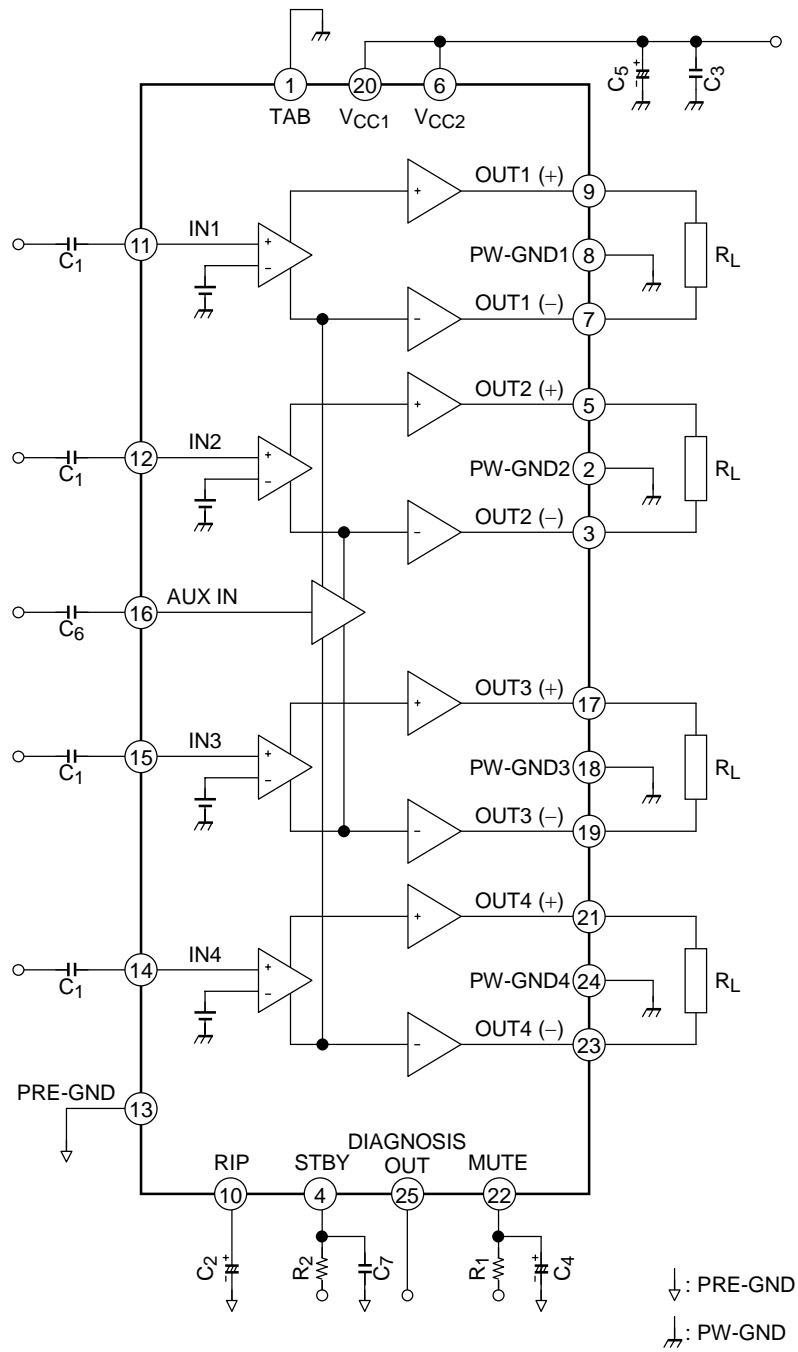 C5
+
-
C3
1
20
6
TAB
VCC1
VCC2
OUT1 (+)
9
+
IN1
11
C1
+
−
PW-GND1
8
RL
OUT1 (−)
7
−
OUT2 (+)
5
+
IN2
12
C1
+
−
PW-GND2
2
RL
OUT2 (−)
3
−
AUX IN
16
C6
OUT3 (+)
17
+
IN3
15
C1
+
−
PW-GND3
18
RL
OUT3 (−)
19
−
OUT4 (+)
21
+
IN4
14
C1
+
−
PW-GND4
24
RL
OUT4 (−)
23
−
PRE-GND
13
RIP
STBY
DIAGNOSIS
OUT
MUTE
10
4
25
22
C2
+
-
R2
C7
R1
+
-
C4
: PRE-GND
: PW-GND